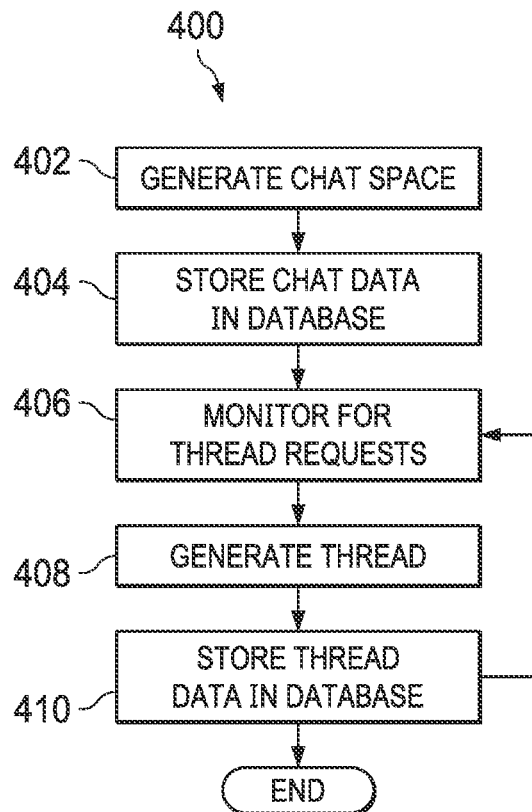 400
402
GENERATE CHAT SPACE
404
STORE CHAT DATA
IN DATABASE
406
MONITOR FOR
THREAD REQUESTS
408
GENERATE THREAD
410
STORE THREAD
DATA IN DATABASE
END